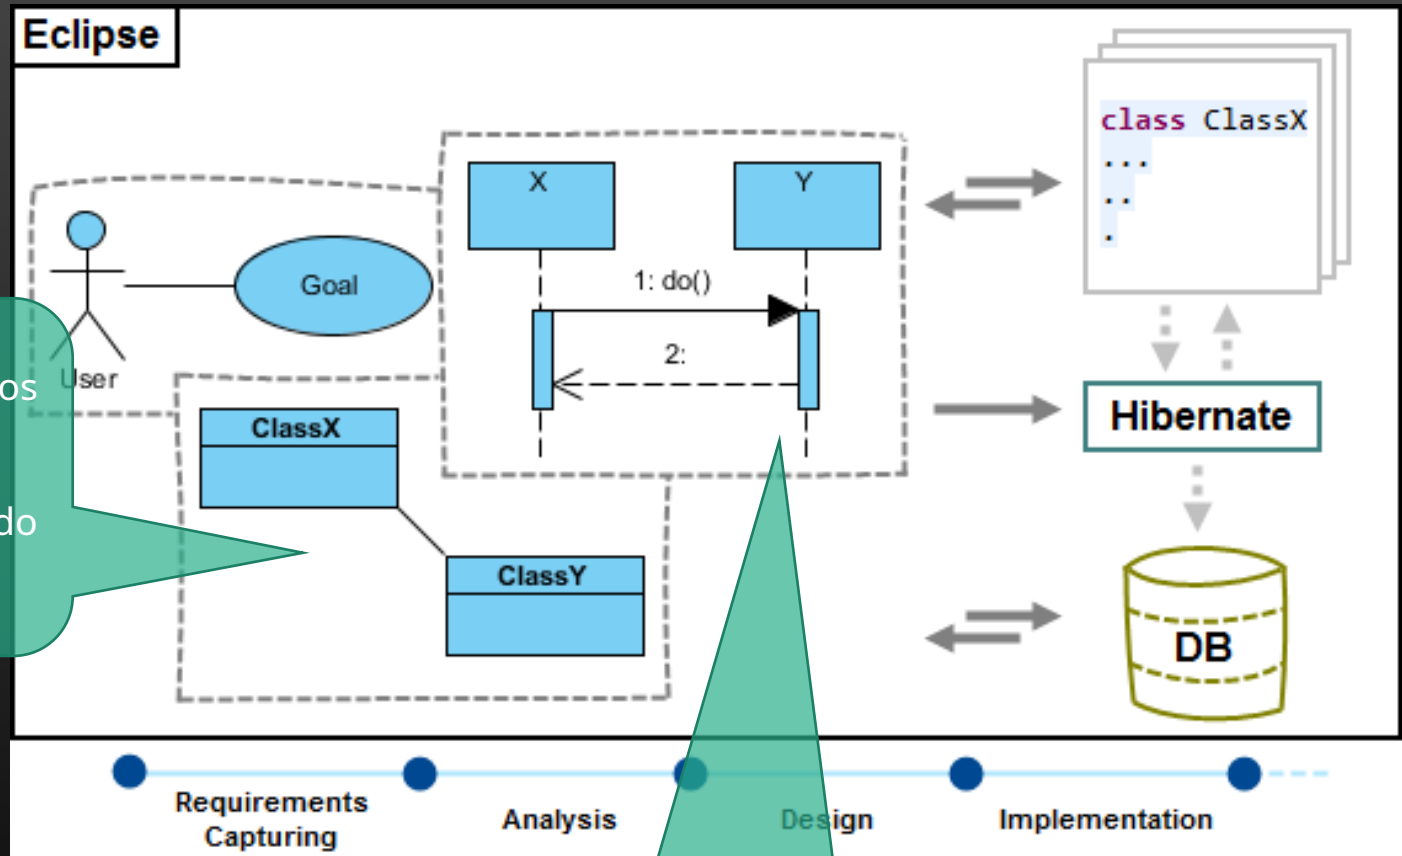 Eclipse
class ClassX
...
..
.
X
Y
1: do()
Goal
2:
User
os
do
ClassX
Hibernate
ClassY
DB
Requirements
Capturing
Analysis
Design
Implementation